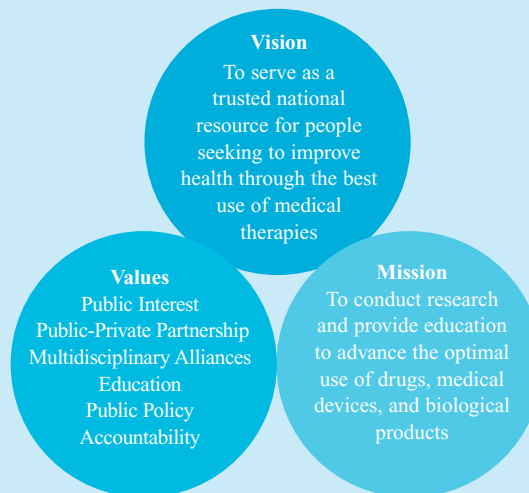 Vision
To serve as a
trusted national
resource for people
seeking to improve
health through the best
use of medical
therapies
Values
Public Interest
Public-Private Partnership
Multidisciplinary Alliances
Education
Public Policy
Accountability
Mission
To conduct research
and provide education
to advance the optimal
use of drugs, medical
devices, and biological
products